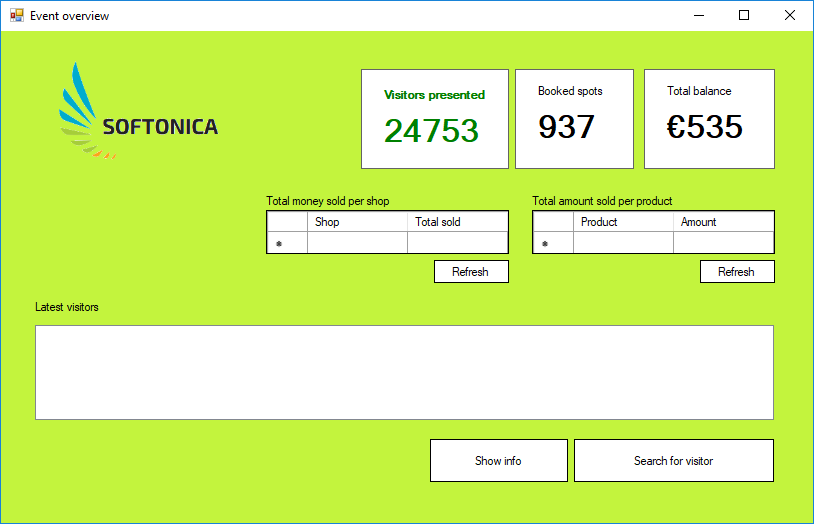 Event overview
SOFTONICA
Visitors presented
24753
Booked spots
937
Total balance
€535
Total money sold per shop
Shop Total sold
*
Refresh
Total amount sold per product
Product Amount
*
Refresh
Latest visitors
Show info
Search for visitor